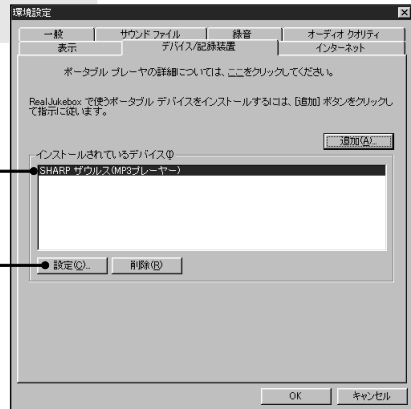 環境設定
一般 サウンド ファイル 録音 オーディオ クオリティ
表示 デバイス/記録装置 インターネット
ポータブル プレーヤの詳細については、ここをクリックしてください。
RealJukebox で使うポータブル デバイスをインストールするには、[追加] ボタンをクリックし
て指示に従います。
追加(A)...
インストールされているデバイス(I)
SHARP ザウルス(MP3プレーヤー)
設定(C)... 削除(R)
OK キャンセル